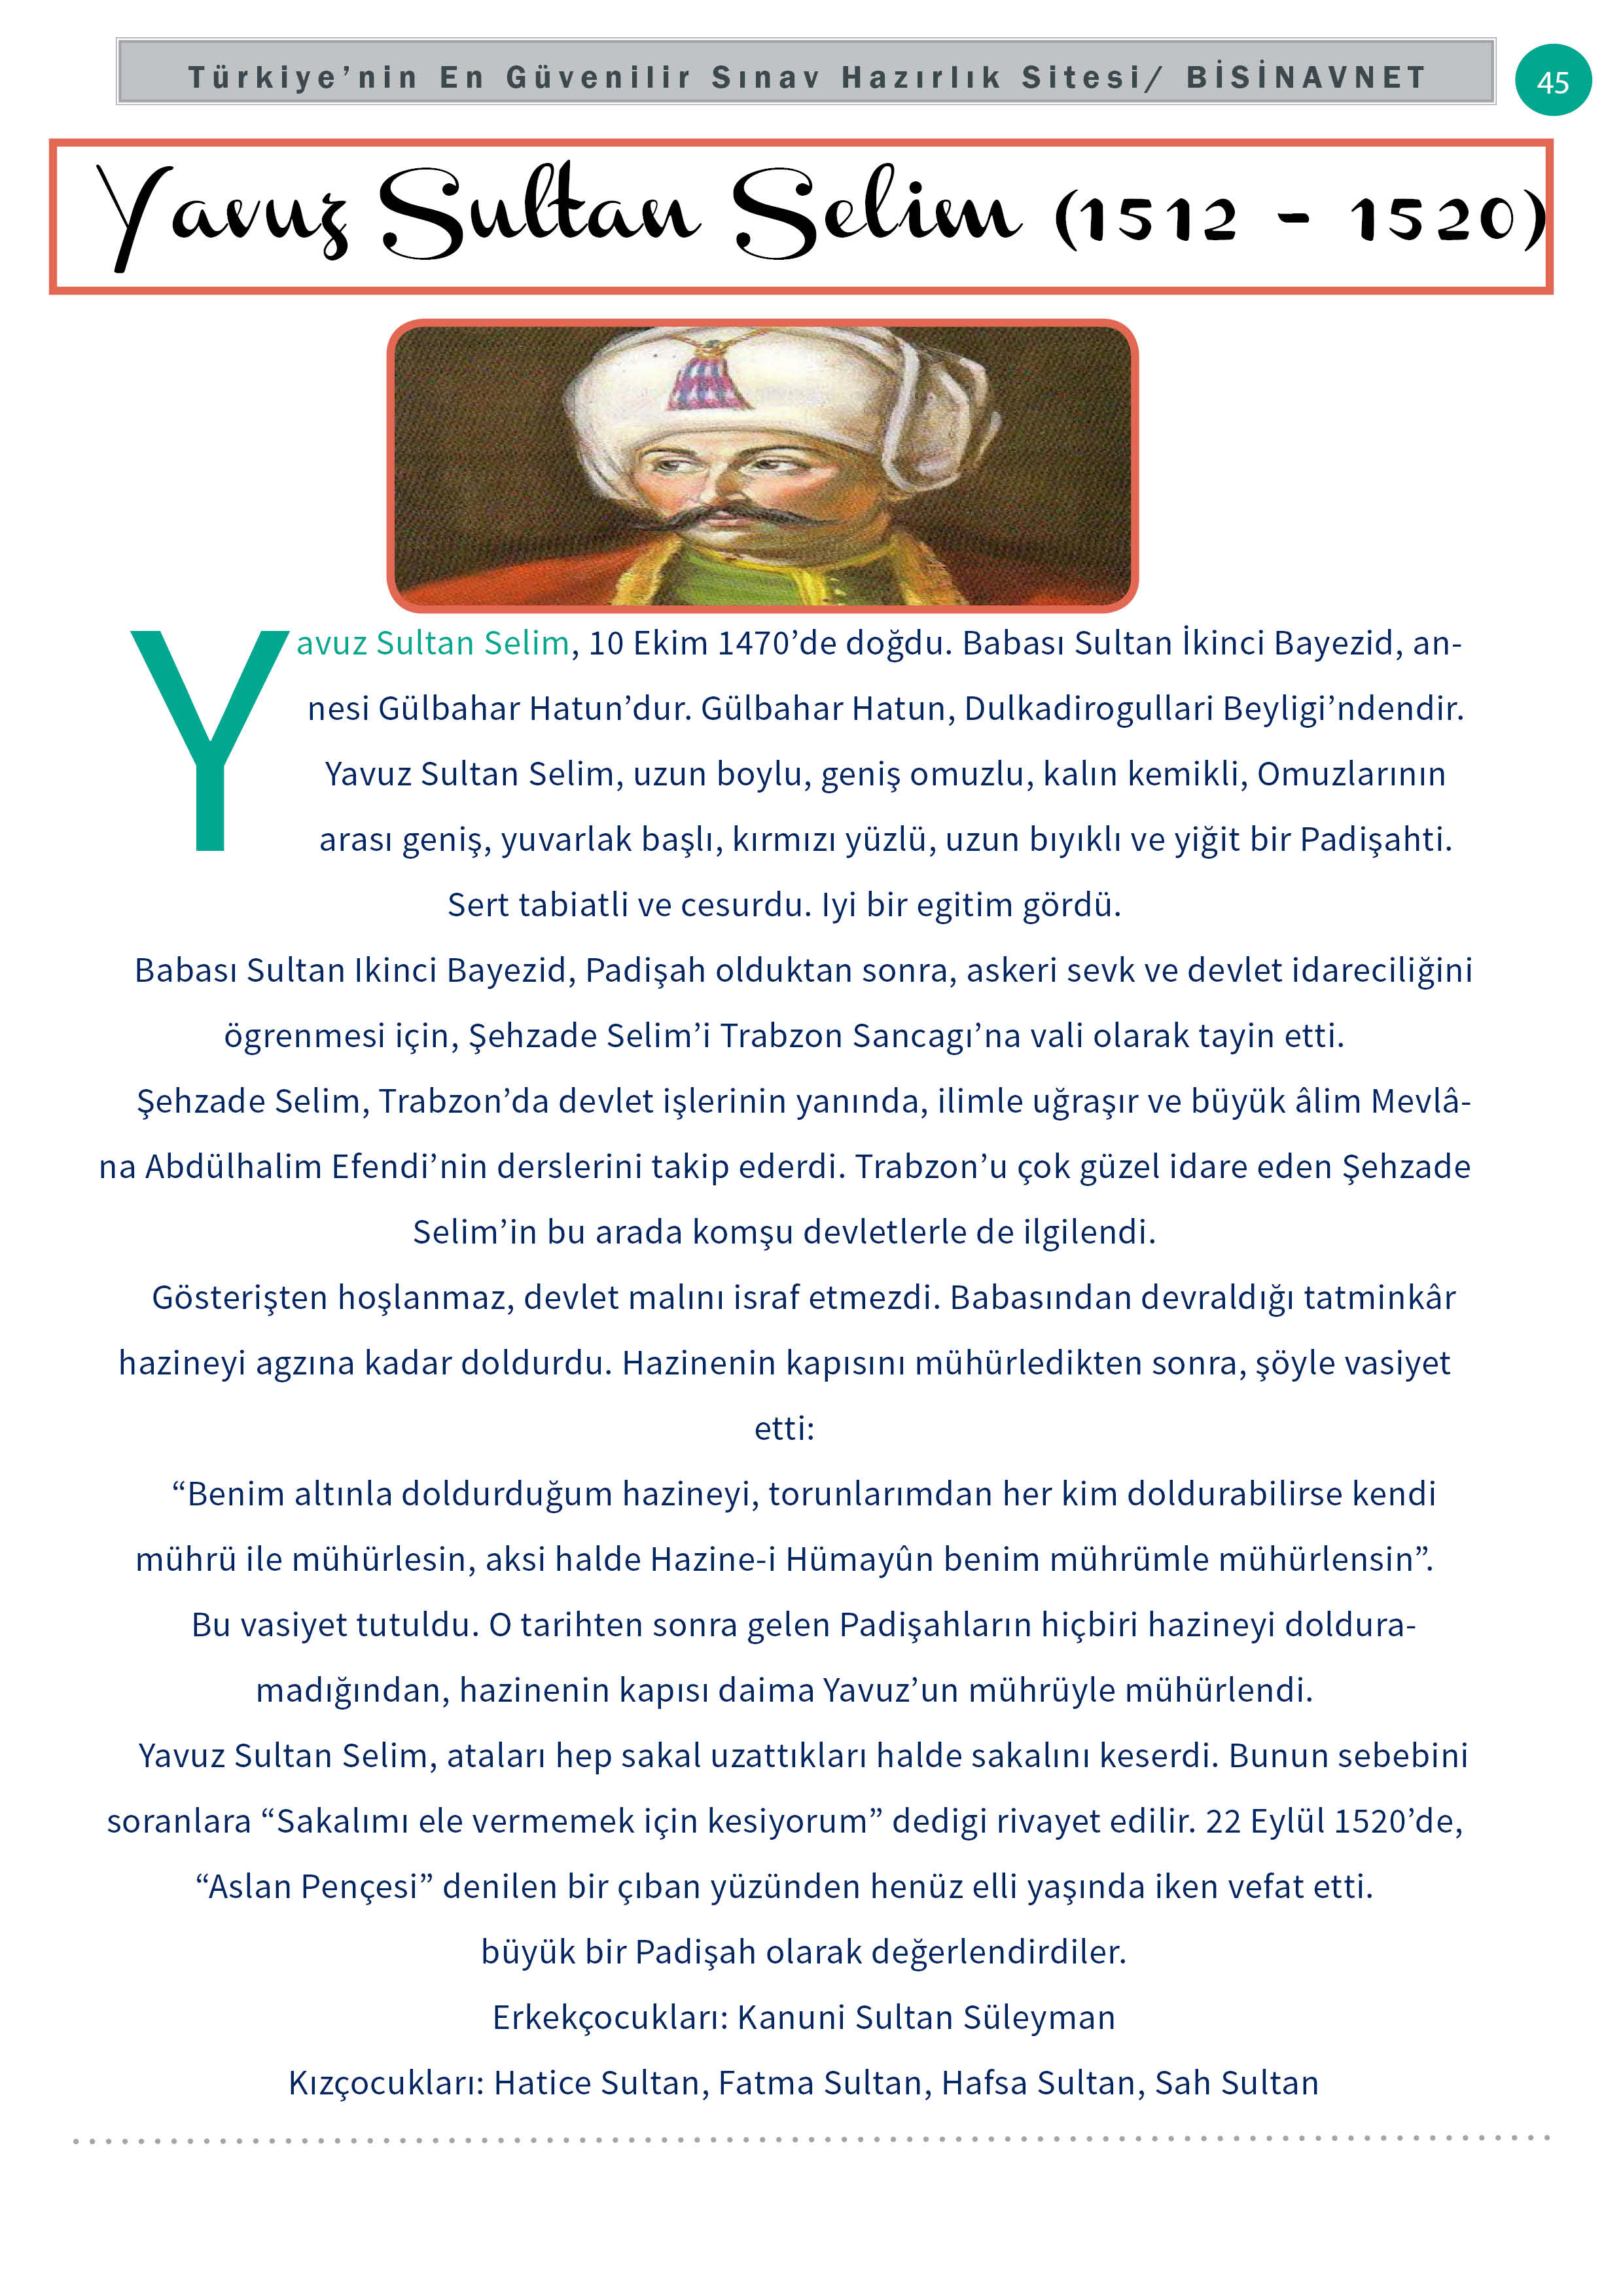 Türkiye’nin En Güvenilir Sınav Hazırlık Sitesi/ BİSİNAVNET
45
Yavuz Sultan Selim (1512 - 1520)
Yavuz Sultan Selim, 10 Ekim 1470’de doğdu. Babası Sultan İkinci Bayezid, an-
nesi Gülbahar Hatun’dur. Gülbahar Hatun, Dulkadirogullari Beyligi’ndendir.
Yavuz Sultan Selim, uzun boylu, geniş omuzlu, kalın kemikli, Omuzlarının
arası geniş, yuvarlak başlı, kırmızı yüzlü, uzun bıyıklı ve yiğit bir Padişahti.
Sert tabiatli ve cesurdu. Iyi bir egitim gördü.
Babası Sultan Ikinci Bayezid, Padişah olduktan sonra, askeri sevk ve devlet idareciliğini
ögrenmesi için, Şehzade Selim’i Trabzon Sancagı’na vali olarak tayin etti.
Şehzade Selim, Trabzon’da devlet işlerinin yanında, ilimle uğraşır ve büyük âlim Mevlâ-
na Abdülhalim Efendi’nin derslerini takip ederdi. Trabzon’u çok güzel idare eden Şehzade
Selim’in bu arada komşu devletlerle de ilgilendi.
Gösterişten hoşlanmaz, devlet malını israf etmezdi. Babasından devraldığı tatminkâr
hazineyi agzına kadar doldurdu. Hazinenin kapısını mühürledikten sonra, şöyle vasiyet
etti:
“Benim altınla doldurduğum hazineyi, torunlarımdan her kim doldurabilirse kendi
mührü ile mühürlesin, aksi halde Hazine-i Hümayûn benim mührümle mühürlensin”.
Bu vasiyet tutuldu. O tarihten sonra gelen Padişahların hiçbiri hazineyi doldura-
madığından, hazinenin kapısı daima Yavuz’un mührüyle mühürlendi.
Yavuz Sultan Selim, ataları hep sakal uzattıkları halde sakalını keserdi. Bunun sebebini
soranlara “Sakalımı ele vermemek için kesiyorum” dedigi rivayet edilir. 22 Eylül 1520’de,
“Aslan Pençesi” denilen bir çıban yüzünden henüz elli yaşında iken vefat etti.
büyük bir Padişah olarak değerlendirdiler.
Erkekçocukları: Kanuni Sultan Süleyman
Kızçocukları: Hatice Sultan, Fatma Sultan, Hafsa Sultan, Sah Sultan